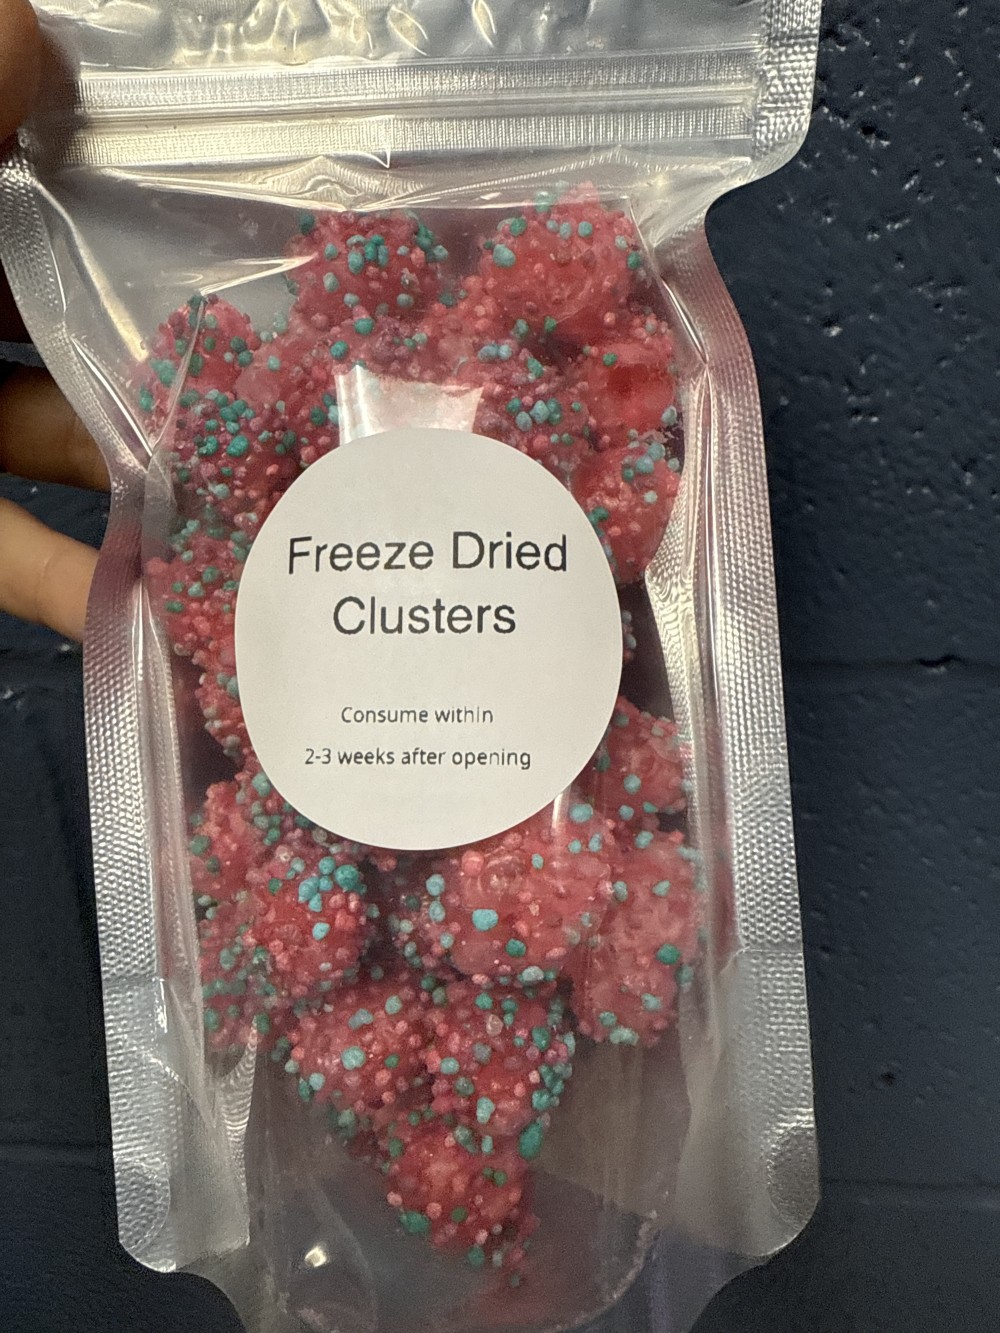 Freeze Dried
Clusters
Consume within
2-3 weeks after opening